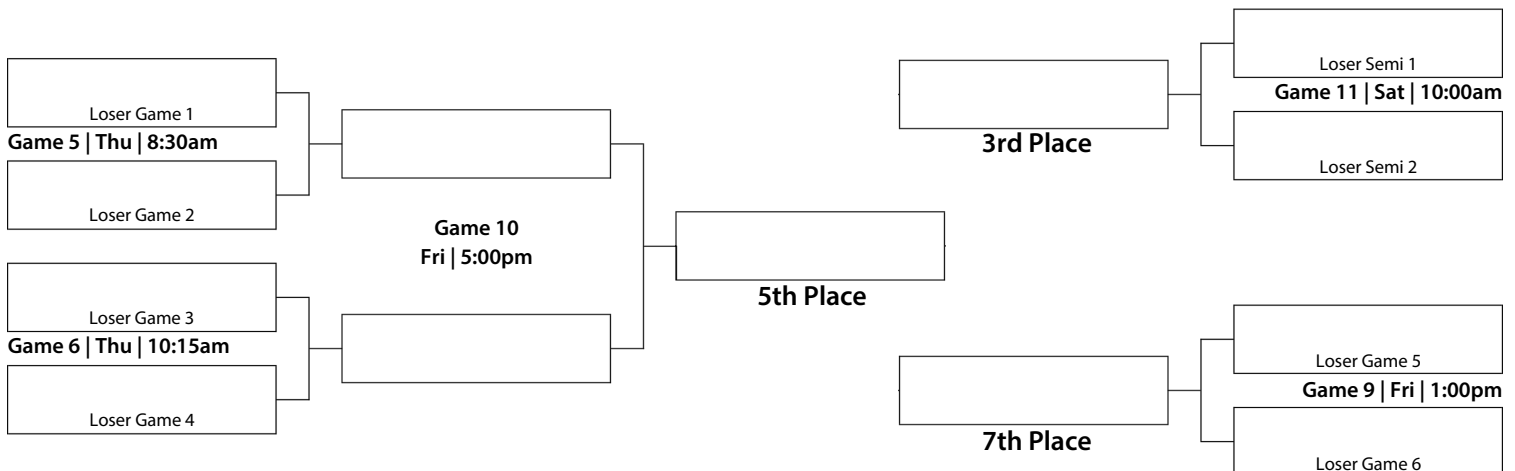 Loser Game 1
Game 5 | Thu | 8:30am
Loser Game 2
Game 10
Fri | 5:00pm
Loser Game 3
Game 6 | Thu | 10:15am
Loser Game 4
5th Place
Loser Semi 1
Game 11 | Sat | 10:00am
3rd Place
Loser Semi 2
Loser Game 5
Game 9 | Fri | 1:00pm
7th Place
Loser Game 6